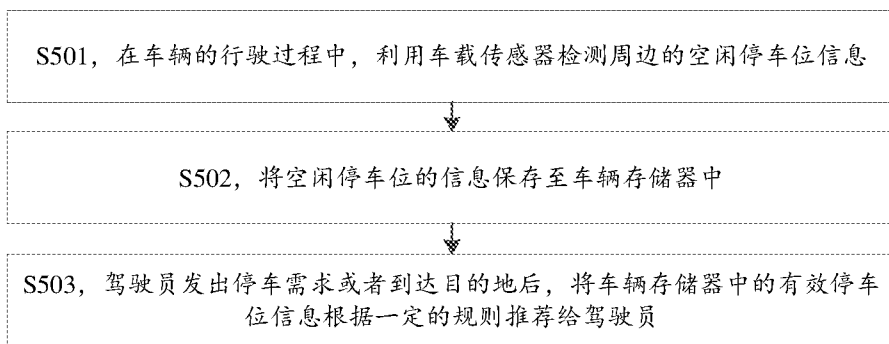 S501，在车辆的行驶过程中，利用车载传感器检测周边的空闲停车位信息
S502，将空闲停车位的信息保存至车辆存储器中
S503，驾驶员发出停车需求或者到达目的地后，将车辆存储器中的有效停车
位信息根据一定的规则推荐给驾驶员